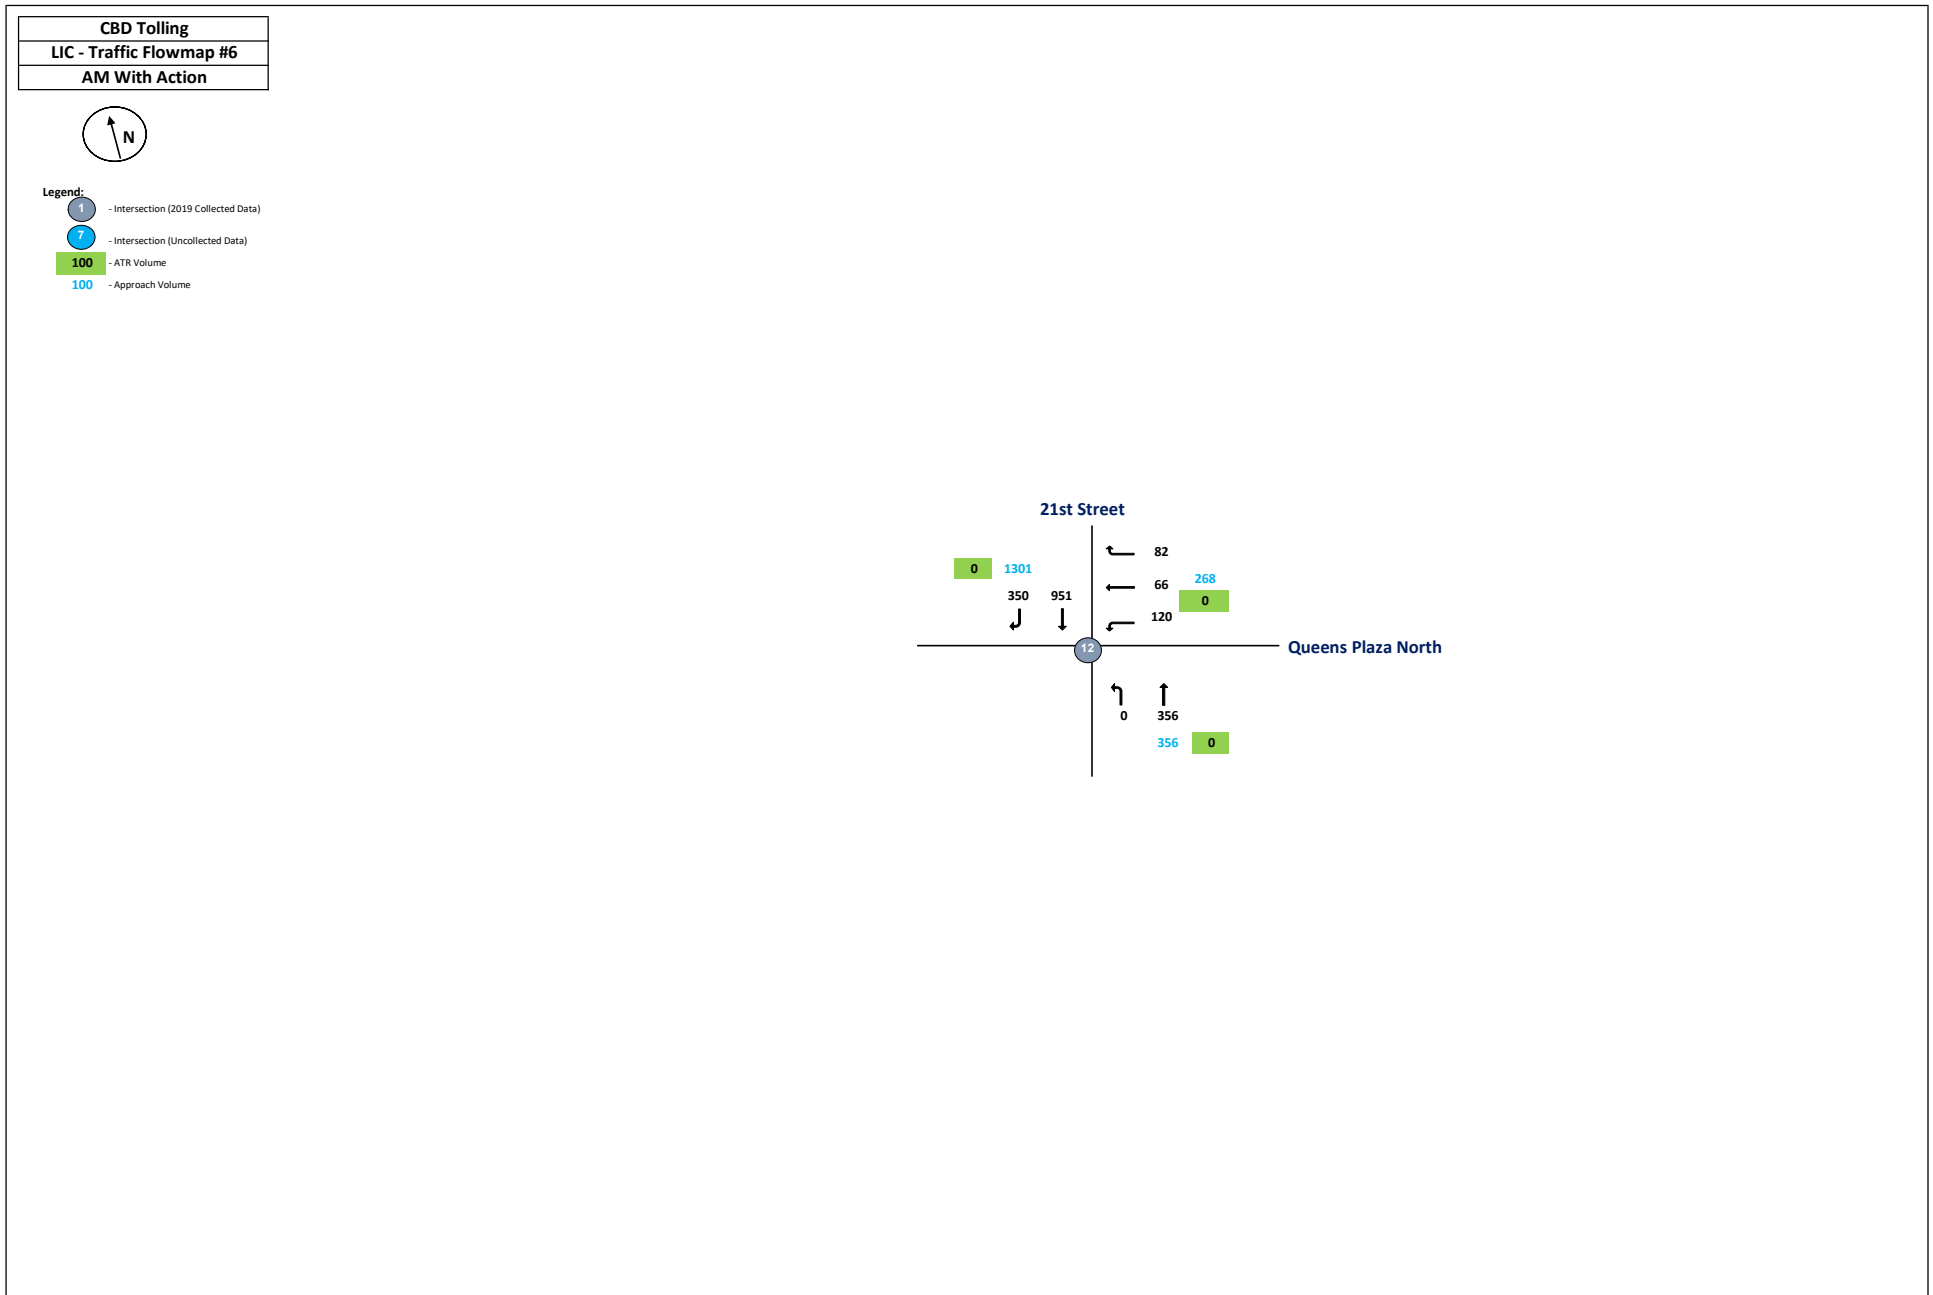 CBD Tolling
LIC - Traffic Flowmap #6
AM With Action
N
Legend:
1 - Intersection (2019 Collected Data)
7 - Intersection (Uncollected Data)
100 - ATR Volume
100 - Approach Volume
21st Street
82
0 1301
66 268
350 951
0
120
12
Queens Plaza North
0 356
356 0